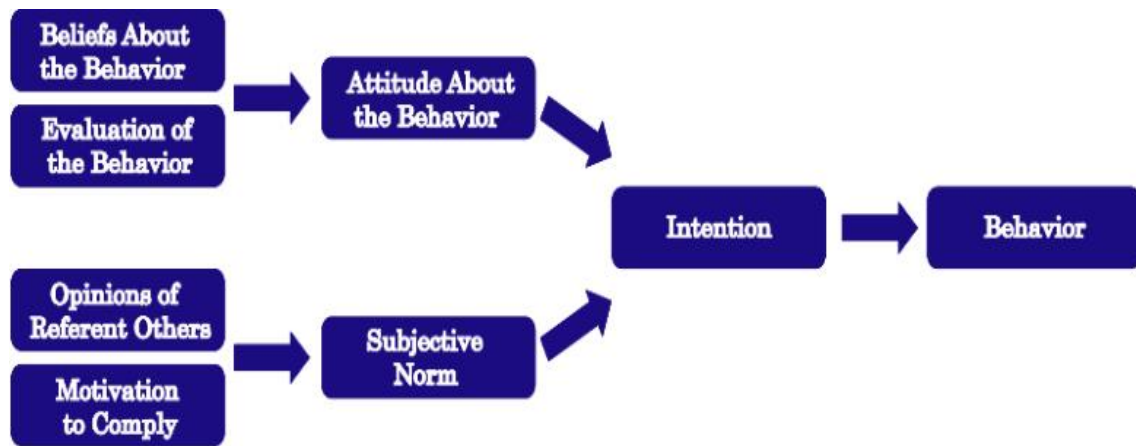 Beliefs About
the Behavior
Evaluation of
the Behavior
Attitude About
the Behavior
Opinions of
Referent Others
Motivation
to Comply
Subjective
Norm
Intention
Behavior